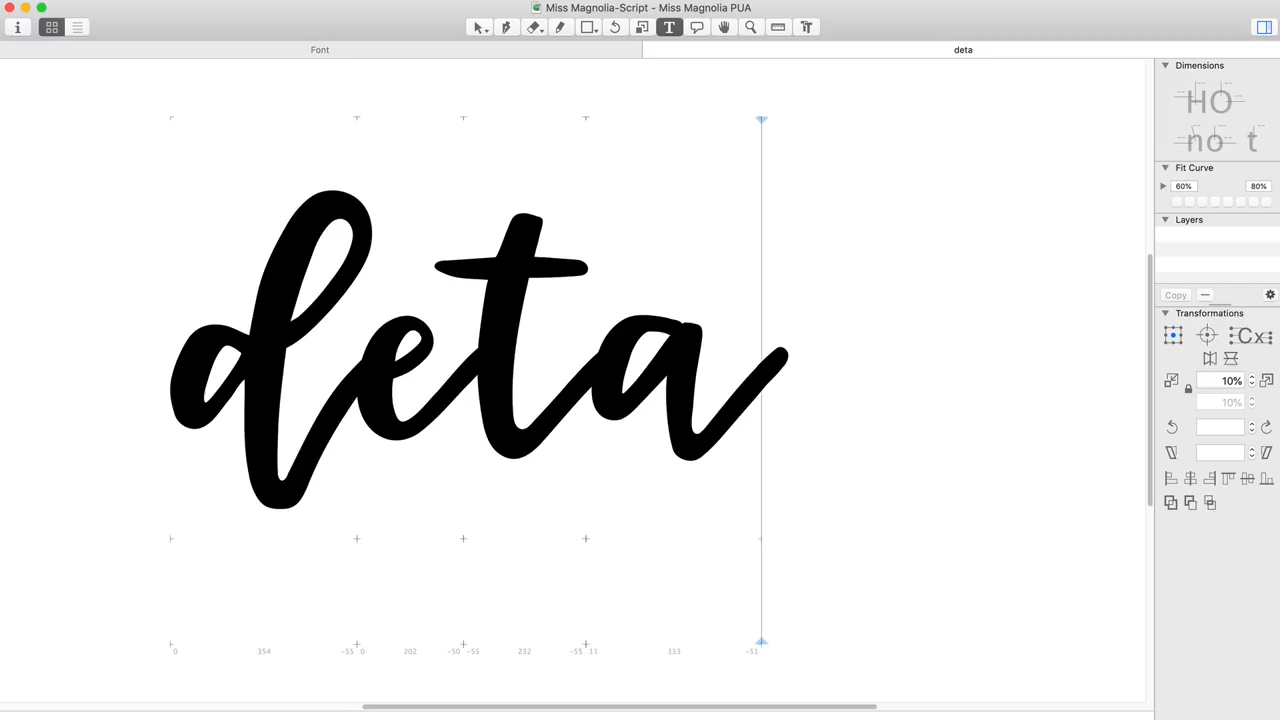 Miss Magnolia-Script - Miss Magnolia PUA
Font
deta
Dimensions
HO
no t
Fit Curve
60% 80%
Layers
Copy
Transformations
Cx
10%
10%
deta
0 354 -55 0 202 -50 -55 232 -55 11 333 -51